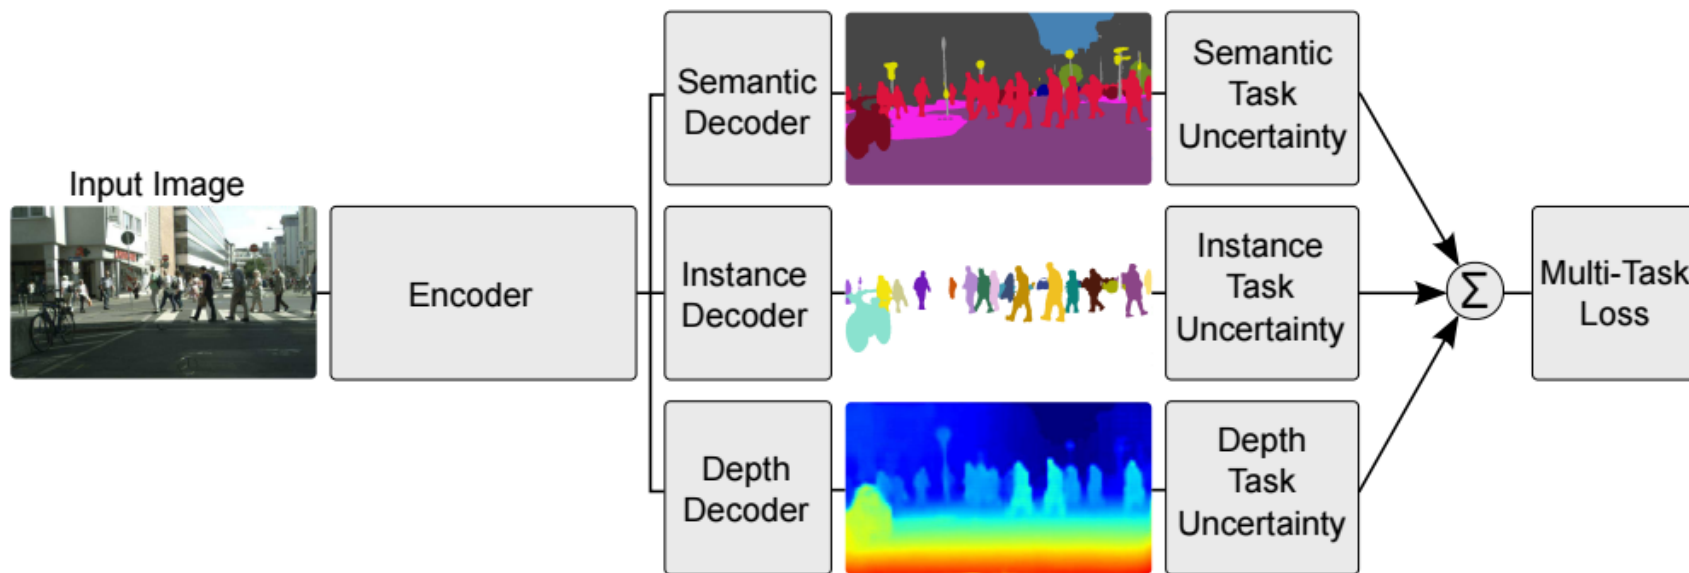 Input Image
Encoder
Semantic
Decoder
Instance
Decoder
Depth
Decoder
Semantic
Task
Uncertainty
Instance
Task
Uncertainty
Depth
Task
Uncertainty
Σ
Multi-Task
Loss